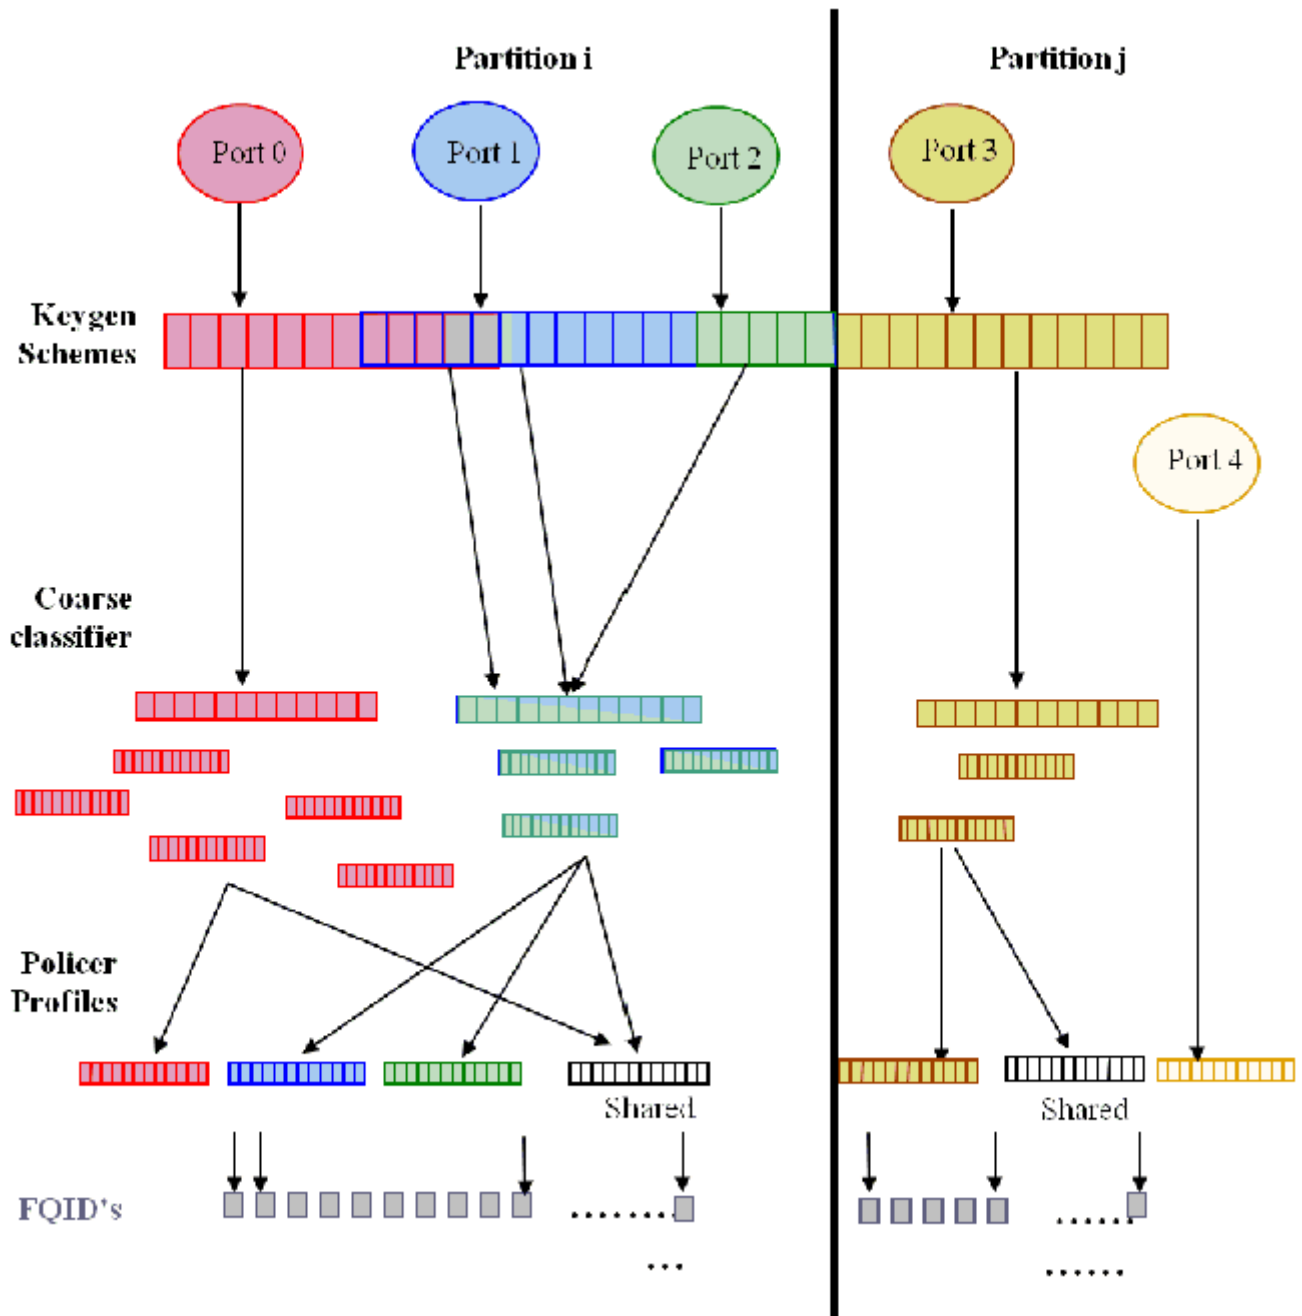 Partition i
Partition j
Port 0
Port 1
Port 2
Port 3
Keygen
Schemes
Port 4
Coarse
classifier
Policer
Profiles
Shared
Shared
FQID's